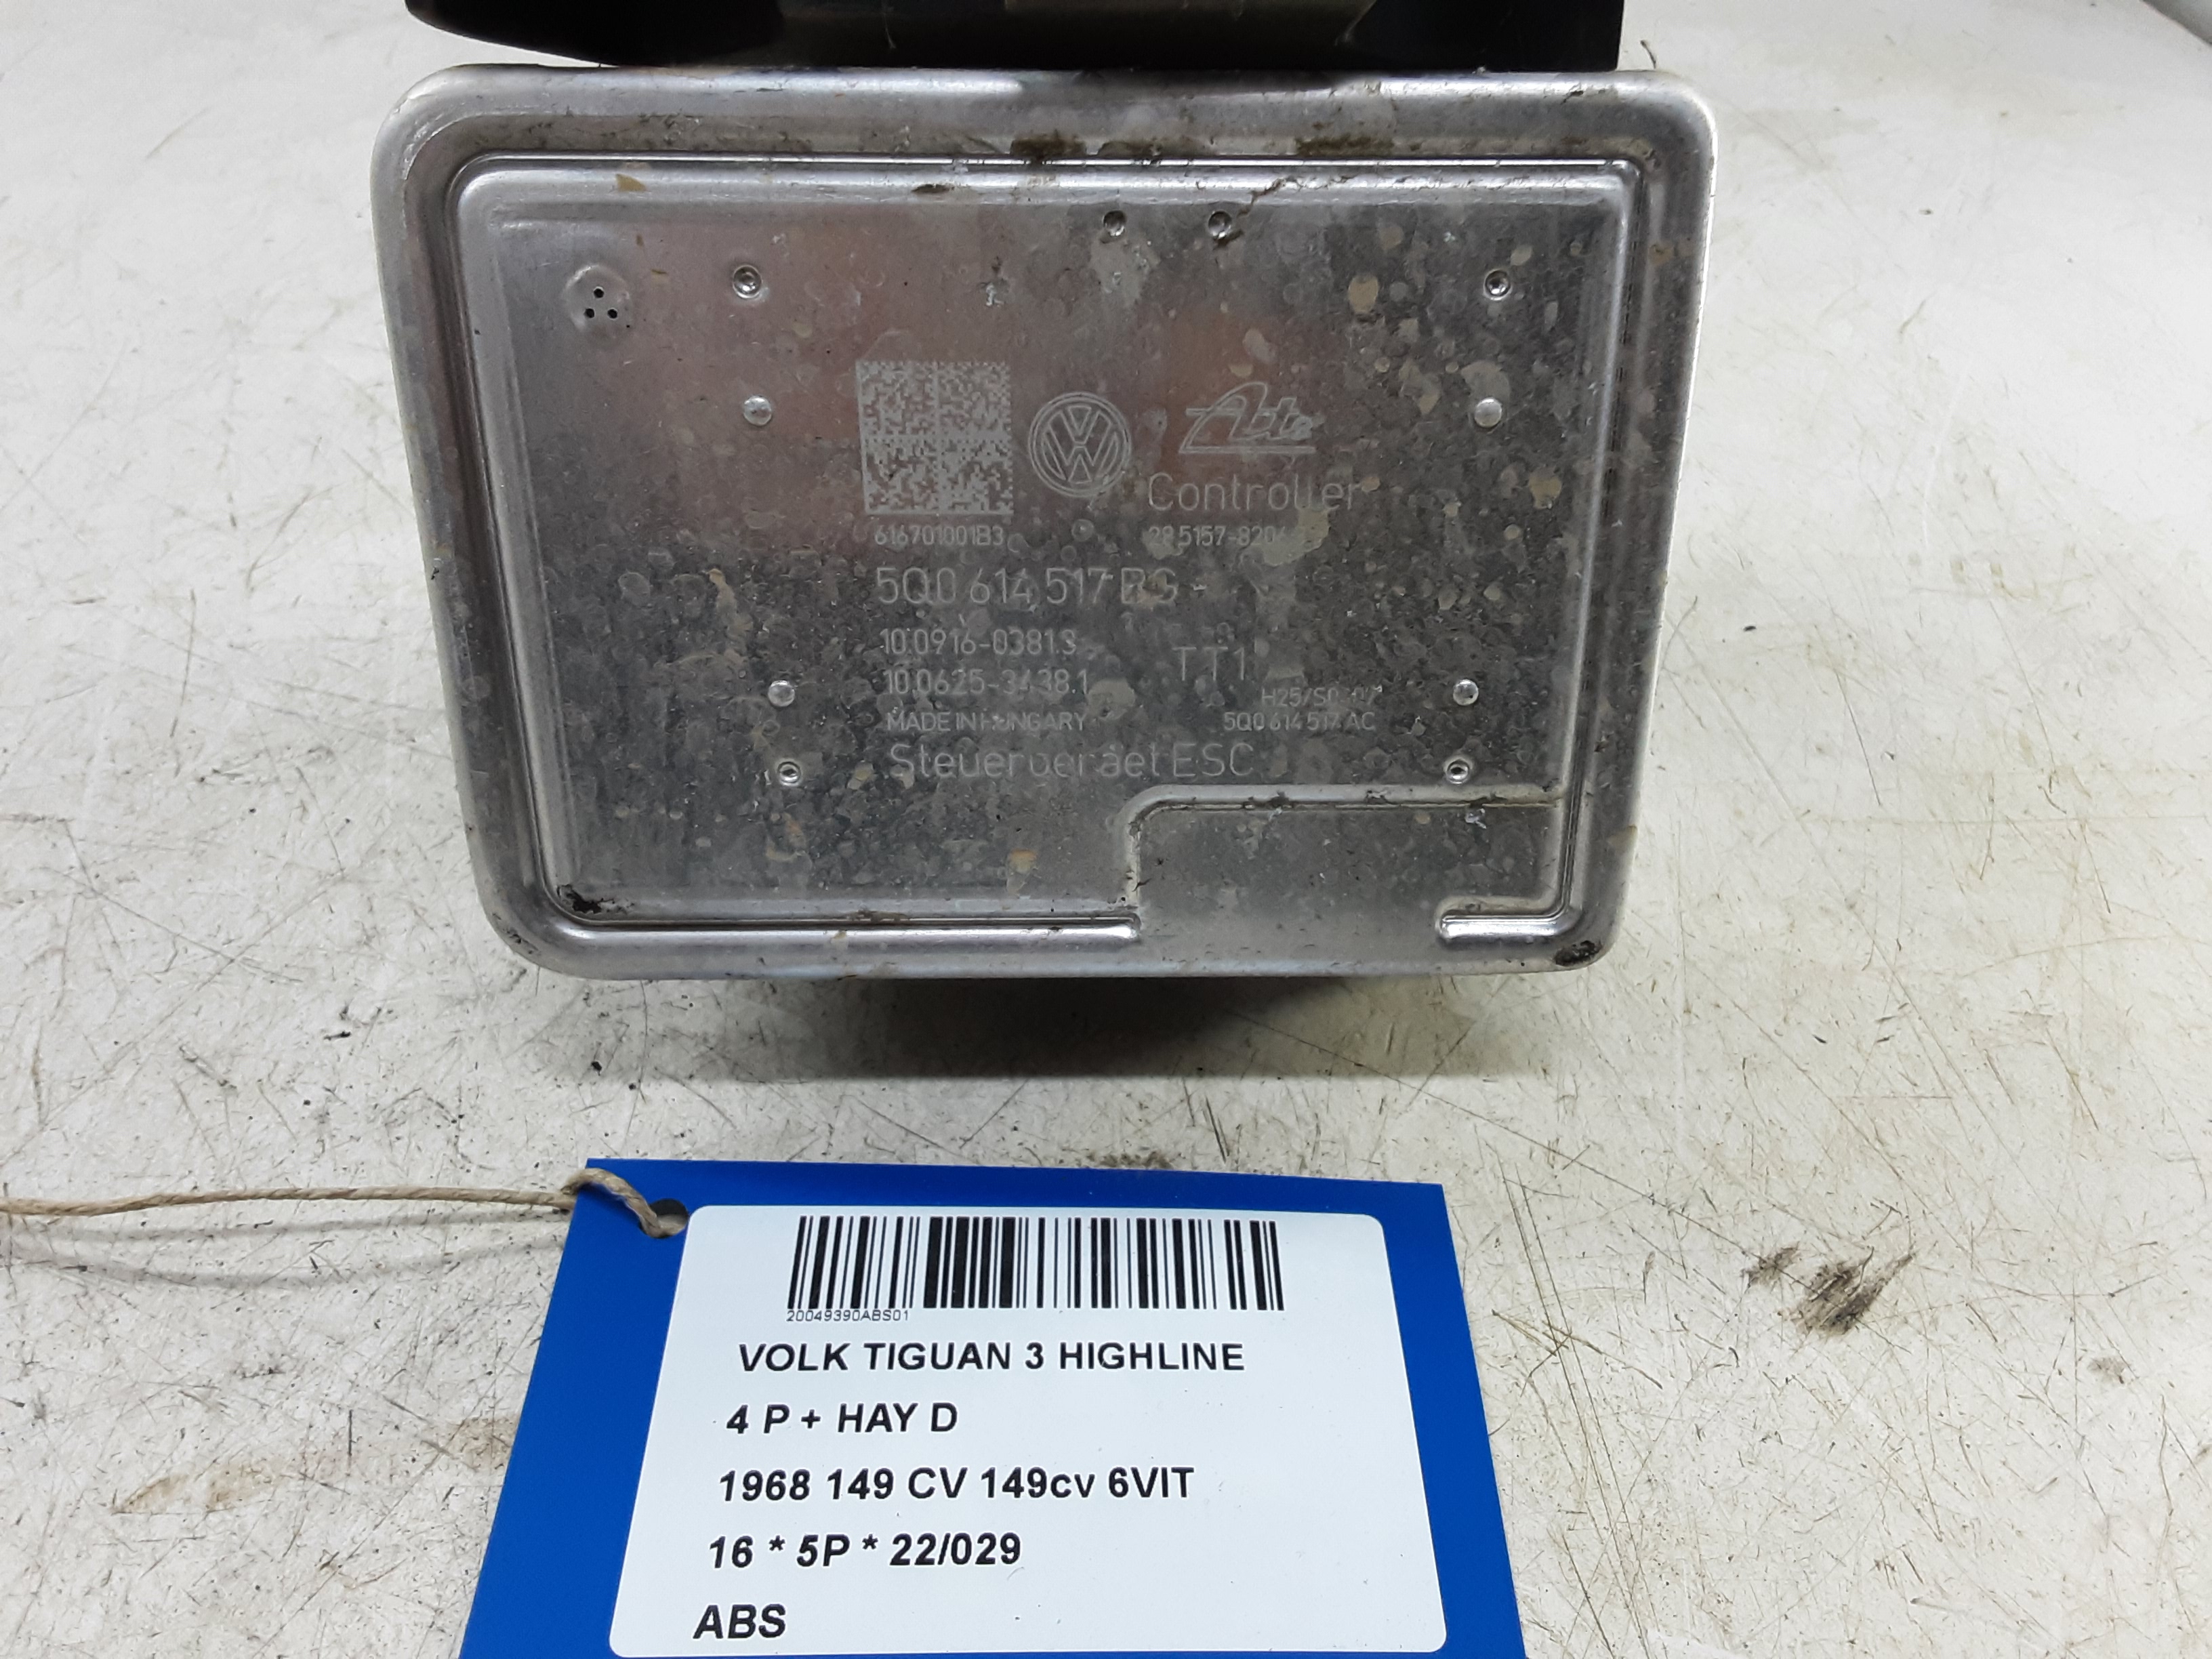 Ate
Controller
616701001B3
5Q0 614 517 BG
10.0916-0381.3
10.0625-3438.1
TT1
MADE IN HUNGARY
5Q0 614 517 AC
Steuergeraet ESC
20049390ABS01
VOLK TIGUAN 3 HIGHLINE
4 P + HAY D
1968 149 CV 149cv 6VIT
16 * 5P * 22/029
ABS